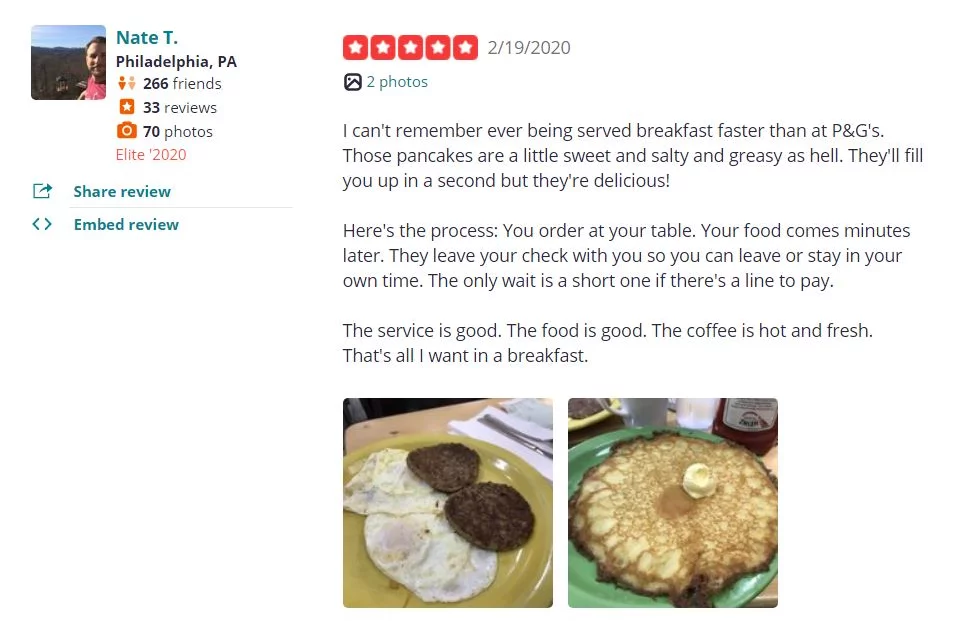 Nate T.
Philadelphia, PA
266 friends
33 reviews
70 photos
Elite '2020
Share review
Embed review
2/19/2020
2 photos
I can't remember ever being served breakfast faster than at P&G's.
Those pancakes are a little sweet and salty and greasy as hell. They'll fill
you up in a second but they're delicious!
Here's the process: You order at your table. Your food comes minutes
later. They leave your check with you so you can leave or stay in your
own time. The only wait is a short one if there's a line to pay.
The service is good. The food is good. The coffee is hot and fresh.
That's all I want in a breakfast.